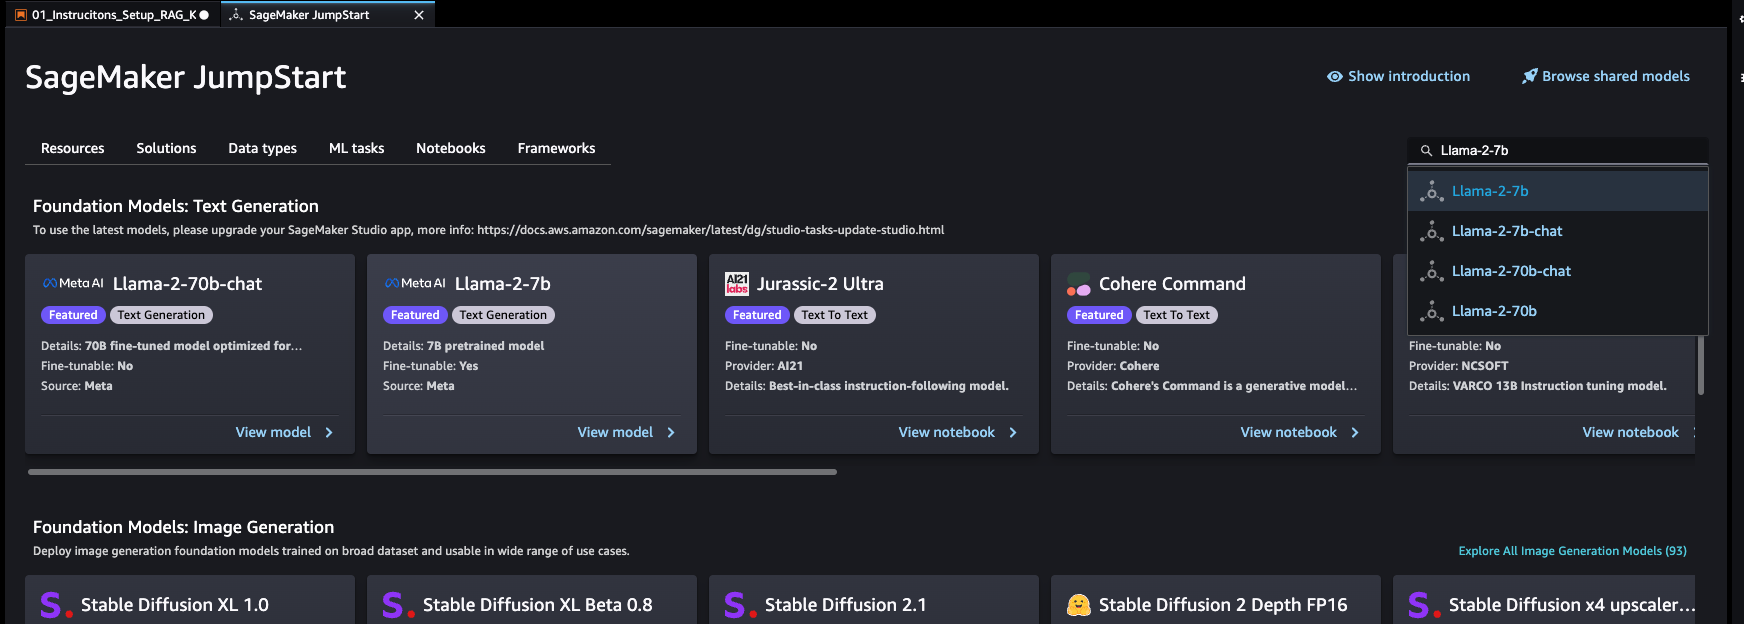 01_Instrucitons_Setup_RAG_K
SageMaker JumpStart
SageMaker JumpStart
Show introduction
Browse shared models
Resources
Solutions
Data types
ML tasks
Notebooks
Frameworks
Llama-2-7b
Llama-2-7b
Llama-2-7b-chat
Llama-2-70b-chat
Llama-2-70b
Foundation Models: Text Generation
To use the latest models, please upgrade your SageMaker Studio app, more info: https://docs.aws.amazon.com/sagemaker/latest/dg/studio-tasks-update-studio.html
Meta AI Llama-2-70b-chat
Featured Text Generation
Details: 70B fine-tuned model optimized for...
Fine-tunable: No
Source: Meta
View model
Meta AI Llama-2-7b
Featured Text Generation
Details: 7B pretrained model
Fine-tunable: Yes
Source: Meta
View model
AI21 labs Jurassic-2 Ultra
Featured Text To Text
Fine-tunable: No
Provider: AI21
Details: Best-in-class instruction-following model.
View notebook
Cohere Command
Featured Text To Text
Fine-tunable: No
Provider: Cohere
Details: Cohere's Command is a generative model...
View notebook
Fine-tunable: No
Provider: NCSOFT
Details: VARCO 13B Instruction tuning model.
View notebook
Foundation Models: Image Generation
Deploy image generation foundation models trained on broad dataset and usable in wide range of use cases.
Explore All Image Generation Models (93)
S. Stable Diffusion XL 1.0
S. Stable Diffusion XL Beta 0.8
S. Stable Diffusion 2.1
Stable Diffusion 2 Depth FP16
S. Stable Diffusion x4 upscaler...